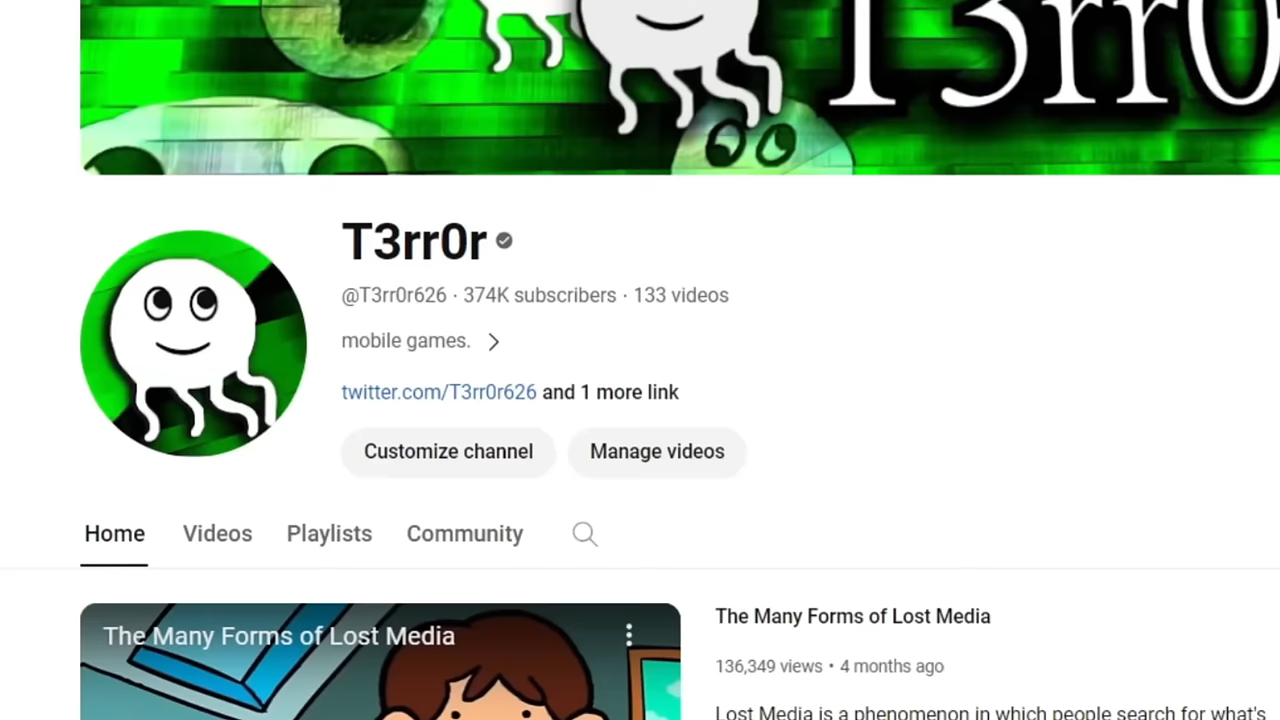 T3rr0
T3rr0r
@T3rr0r626 · 374K subscribers · 133 videos
mobile games.
twitter.com/T3rr0r626 and 1 more link
Customize channel Manage videos
Home Videos Playlists Community
The Many Forms of Lost Media
The Many Forms of Lost Media
136,349 views • 4 months ago
Lost Media is a phenomenon in which people search for what's